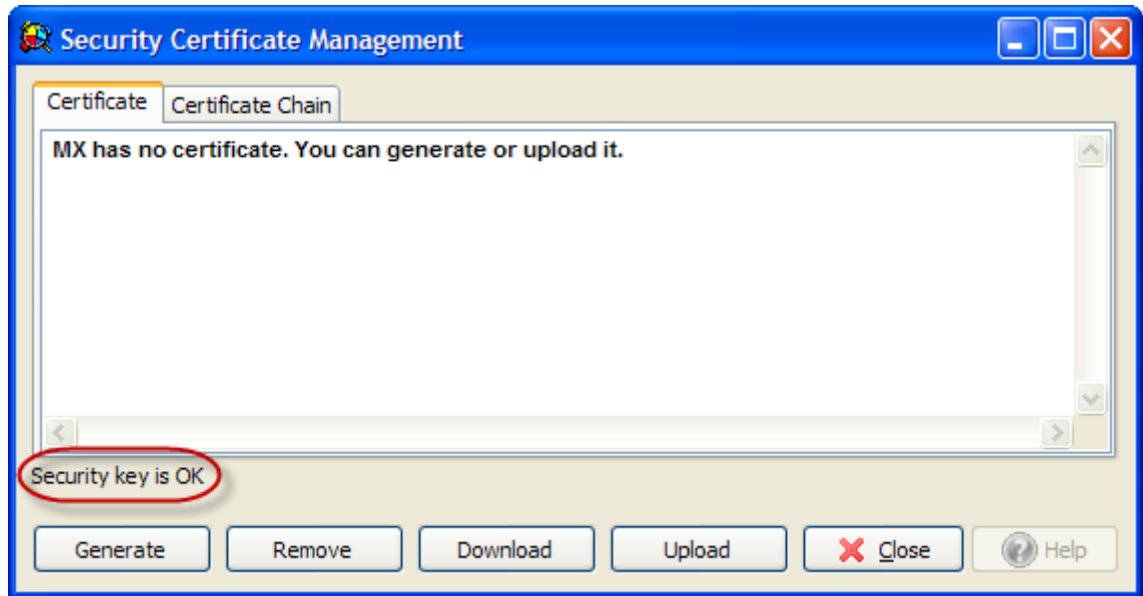 Security Certificate Management
Certificate
Certificate Chain
MX has no certificate. You can generate or upload it.
Security key is OK
Generate
Remove
Download
Upload
Close
Help